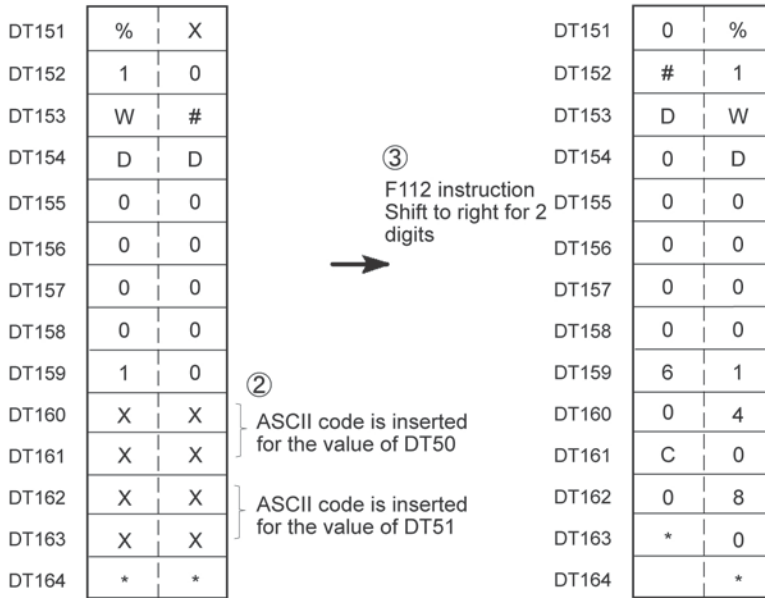 DT151 % X
DT152 1 0
DT153 W #
DT154 D D
DT155 0 0
DT156 0 0
DT157 0 0
DT158 0 0
DT159 1 0
DT160 X X
DT161 X X
DT162 X X
DT163 X X
DT164 * *
②
ASCII code is inserted
for the value of DT50
ASCII code is inserted
for the value of DT51
③
F112 instruction
Shift to right for 2
digits
DT151 0 %
DT152 # 1
DT153 D W
DT154 0 D
DT155 0 0
DT156 0 0
DT157 0 0
DT158 0 0
DT159 6 1
DT160 0 4
DT161 C 0
DT162 0 8
DT163 * 0
DT164 *